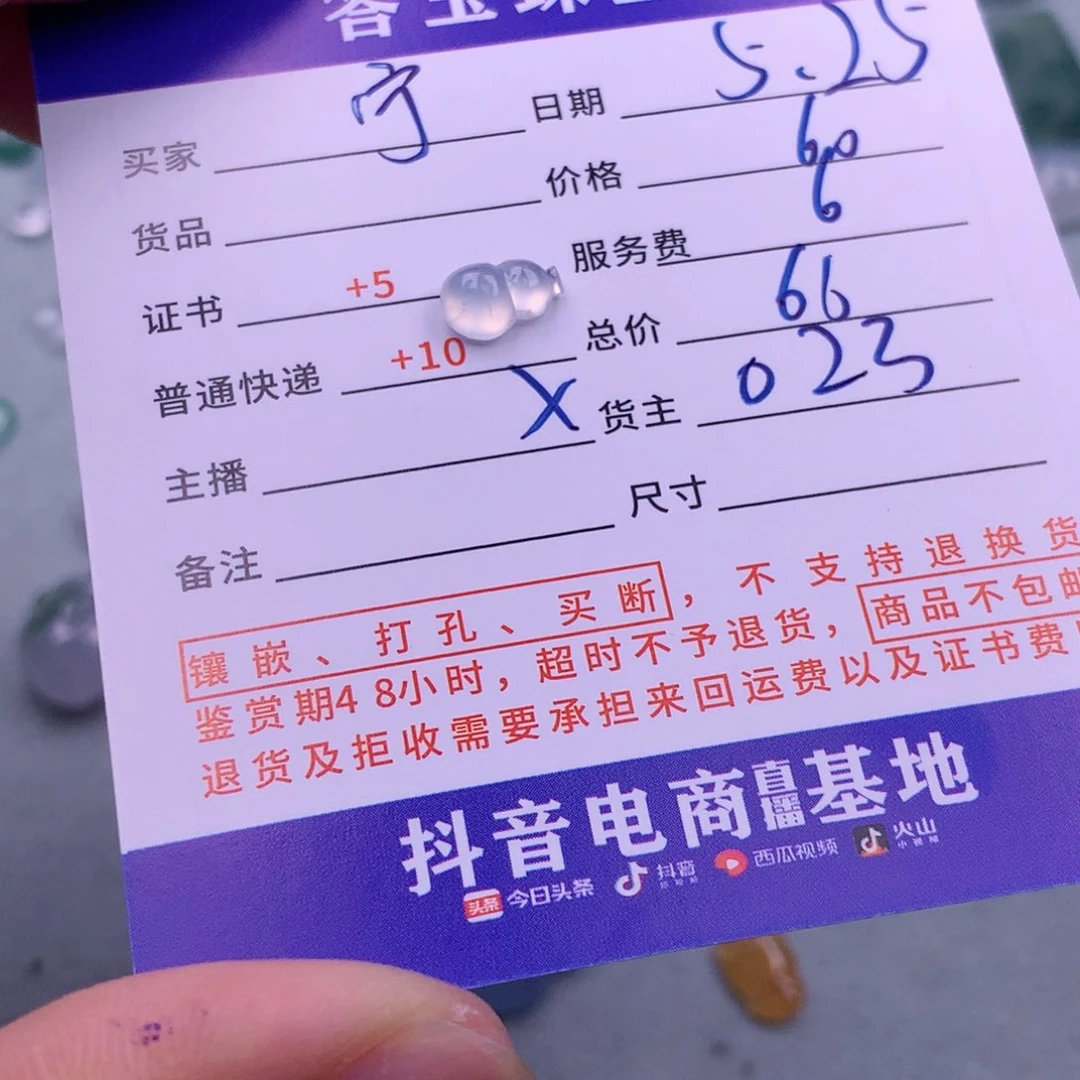 买家 宁 日期 5.25
货品 价格 60
证书 +5 服务费 6
普通快递 +10 总价 66
主播 X 货主 023
备注 尺寸
镶嵌、打孔、买断,不支持退换货
鉴赏期48小时,超时不予退货,商品不包邮
退货及拒收需要承担来回运费以及证书费
抖音电商直播基地
头条 今日头条 抖音 西瓜视频 火山